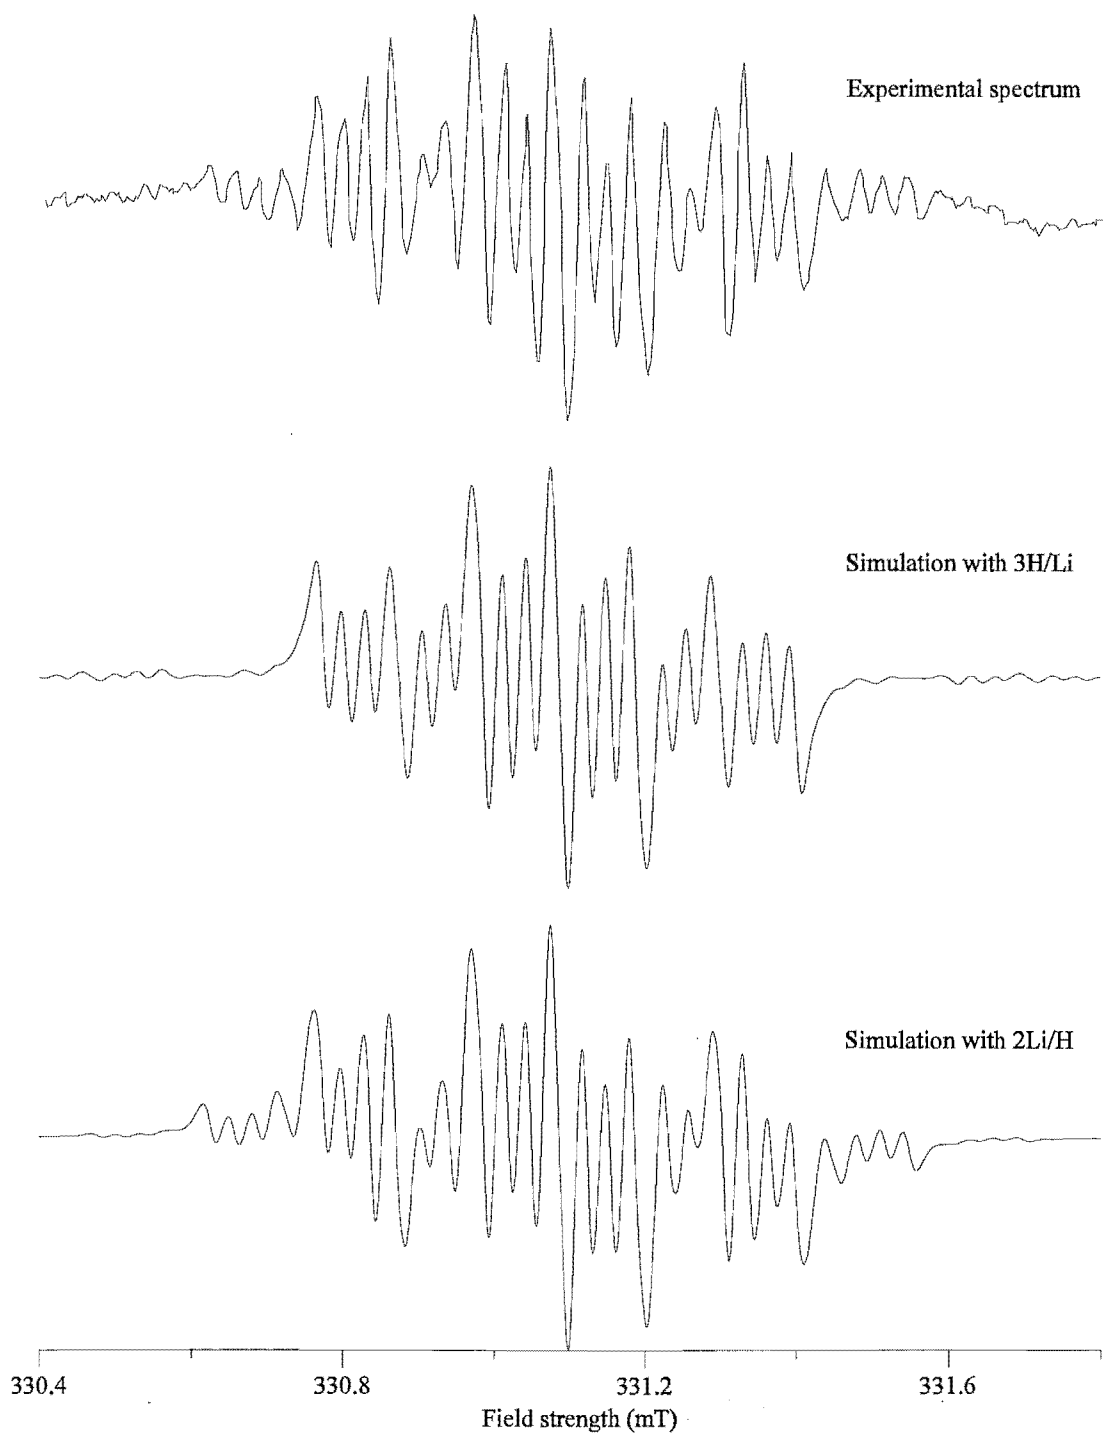 Experimental spectrum
Simulation with 3H/Li
Simulation with 2Li/H
330.4 330.8 331.2 331.6
Field strength (mT)